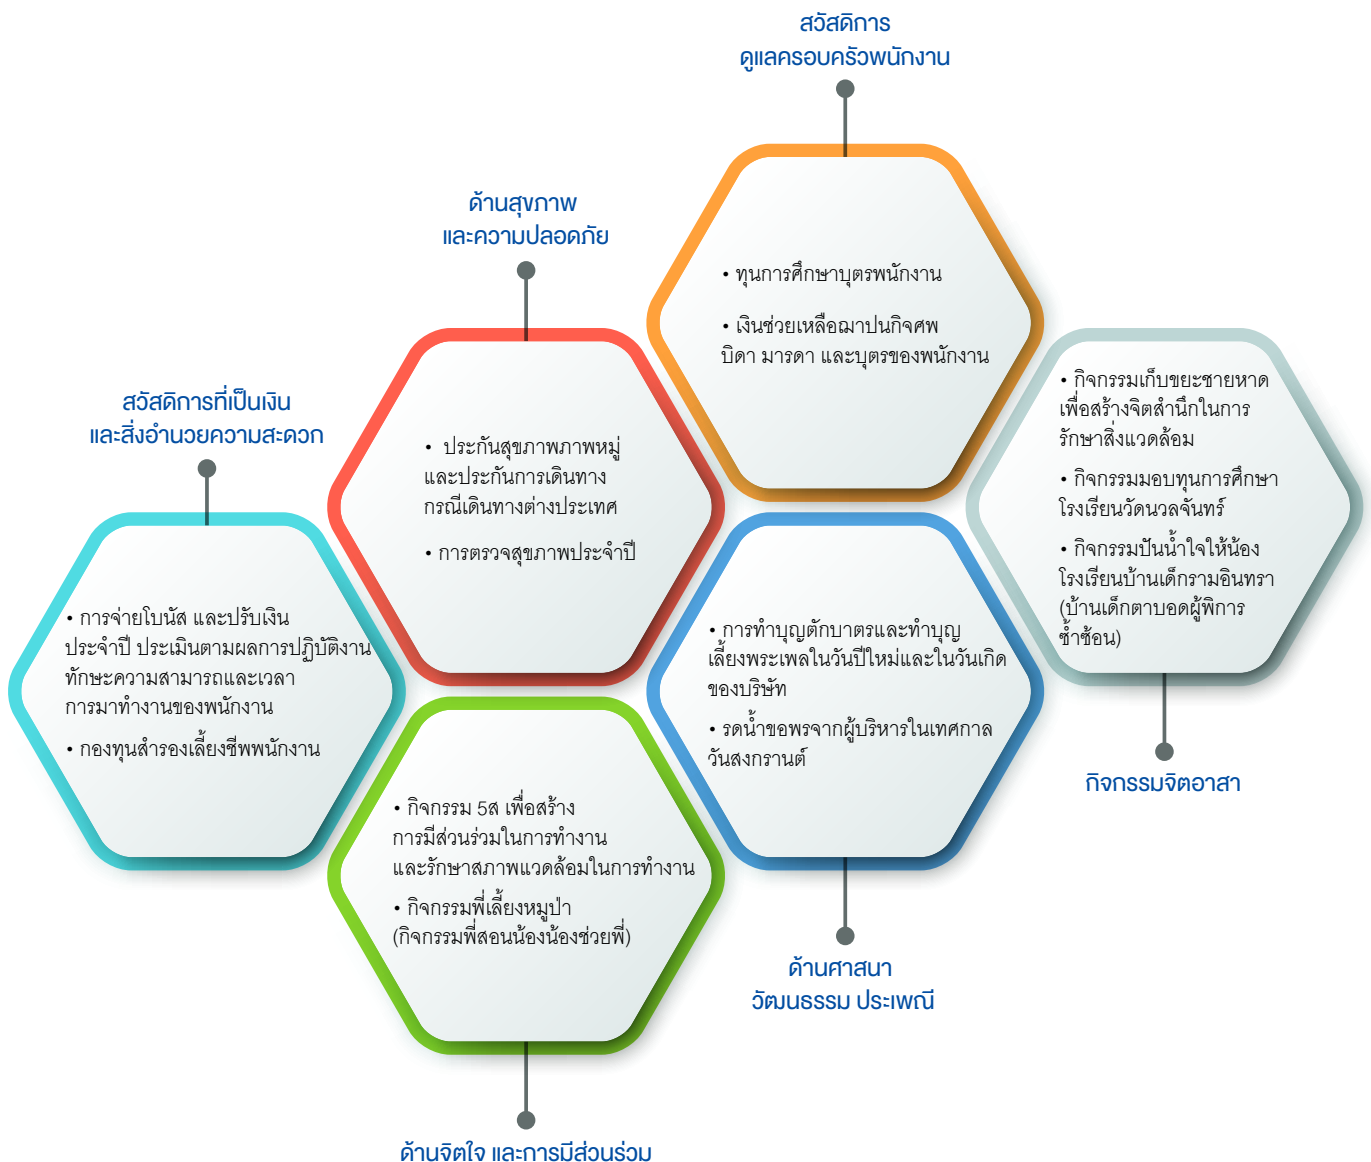 สวัสดิการ
ดูแลครอบครัวพนักงาน
• ทุนการศึกษาบุตรพนักงาน
• เงินช่วยเหลือฌาปนกิจศพ
บิดา มารดา และบุตรของพนักงาน
ด้านสุขภาพ
และความปลอดภัย
• ประกันสุขภาพภาพหมู่
และประกันการเดินทาง
กรณีเดินทางต่างประเทศ
• การตรวจสุขภาพประจำปี
สวัสดิการที่เป็นเงิน
และสิ่งอำนวยความสะดวก
• การจ่ายโบนัส และปรับเงิน
ประจำปี ประเมินตามผลการปฏิบัติงาน
ทักษะความสามารถและเวลา
การมาทำงานของพนักงาน
• กองทุนสำรองเลี้ยงชีพพนักงาน
• กิจกรรมเก็บขยะชายหาด
เพื่อสร้างจิตสำนึกในการ
รักษาสิ่งแวดล้อม
• กิจกรรมมอบทุนการศึกษา
โรงเรียนวัดนวลจันทร์
• กิจกรรมปันน้ำใจให้น้อง
โรงเรียนบ้านเด็กรามอินทรา
(บ้านเด็กตาบอดผู้พิการ
ซ้ำซ้อน)
กิจกรรมจิตอาสา
• การทำบุญตักบาตรและทำบุญ
เลี้ยงพระเพลในวันปีใหม่และในวันเกิด
ของบริษัท
• รดน้ำขอพรจากผู้บริหารในเทศกาล
วันสงกรานต์
ด้านศาสนา
วัฒนธรรม ประเพณี
• กิจกรรม 5ส เพื่อสร้าง
การมีส่วนร่วมในการทำงาน
และรักษาสภาพแวดล้อมในการทำงาน
• กิจกรรมพี่เลี้ยงหมูป่า
(กิจกรรมพี่สอนน้องน้องช่วยพี่)
ด้านจิตใจ และการมีส่วนร่วม